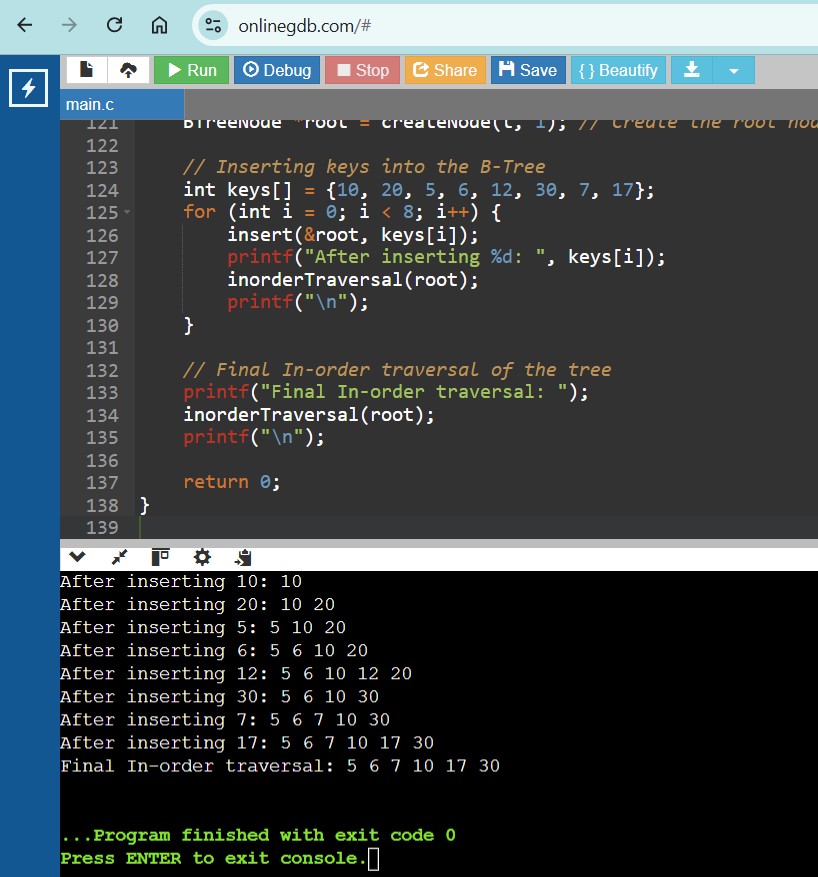 onlinegdb.com/#
Run Debug Stop Share Save { } Beautify
main.c
121 BTreeNode *root = createNode(t, 1); // Create the root nod
122
123 // Inserting keys into the B-Tree
124 int keys[] = {10, 20, 5, 6, 12, 30, 7, 17};
125 for (int i = 0; i < 8; i++) {
126 insert(&root, keys[i]);
127 printf("After inserting %d: ", keys[i]);
128 inorderTraversal(root);
129 printf("\n");
130 }
131
132 // Final In-order traversal of the tree
133 printf("Final In-order traversal: ");
134 inorderTraversal(root);
135 printf("\n");
136
137 return 0;
138 }
139
After inserting 10: 10
After inserting 20: 10 20
After inserting 5: 5 10 20
After inserting 6: 5 6 10 20
After inserting 12: 5 6 10 12 20
After inserting 30: 5 6 10 30
After inserting 7: 5 6 7 10 30
After inserting 17: 5 6 7 10 17 30
Final In-order traversal: 5 6 7 10 17 30
...Program finished with exit code 0
Press ENTER to exit console.